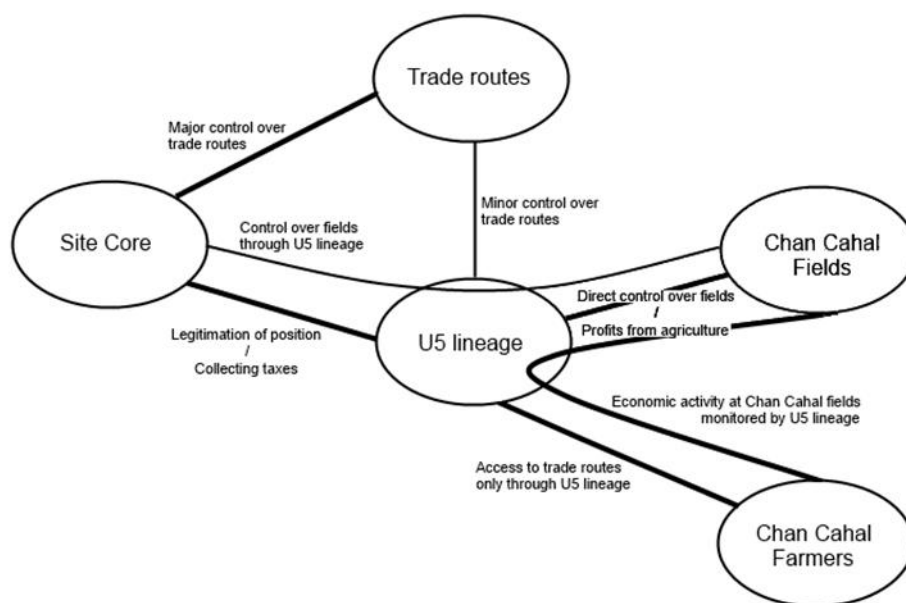 Trade routes
Major control over
trade routes
Minor control over
trade routes
Site Core
Control over fields
through U5 lineage
Chan Cahal
Fields
Direct control over fields
/
Profits from agriculture
Legitimation of position
/
Collecting taxes
U5 lineage
Economic activity at Chan Cahal fields
monitored by U5 lineage
Access to trade routes
only through U5 lineage
Chan Cahal
Farmers